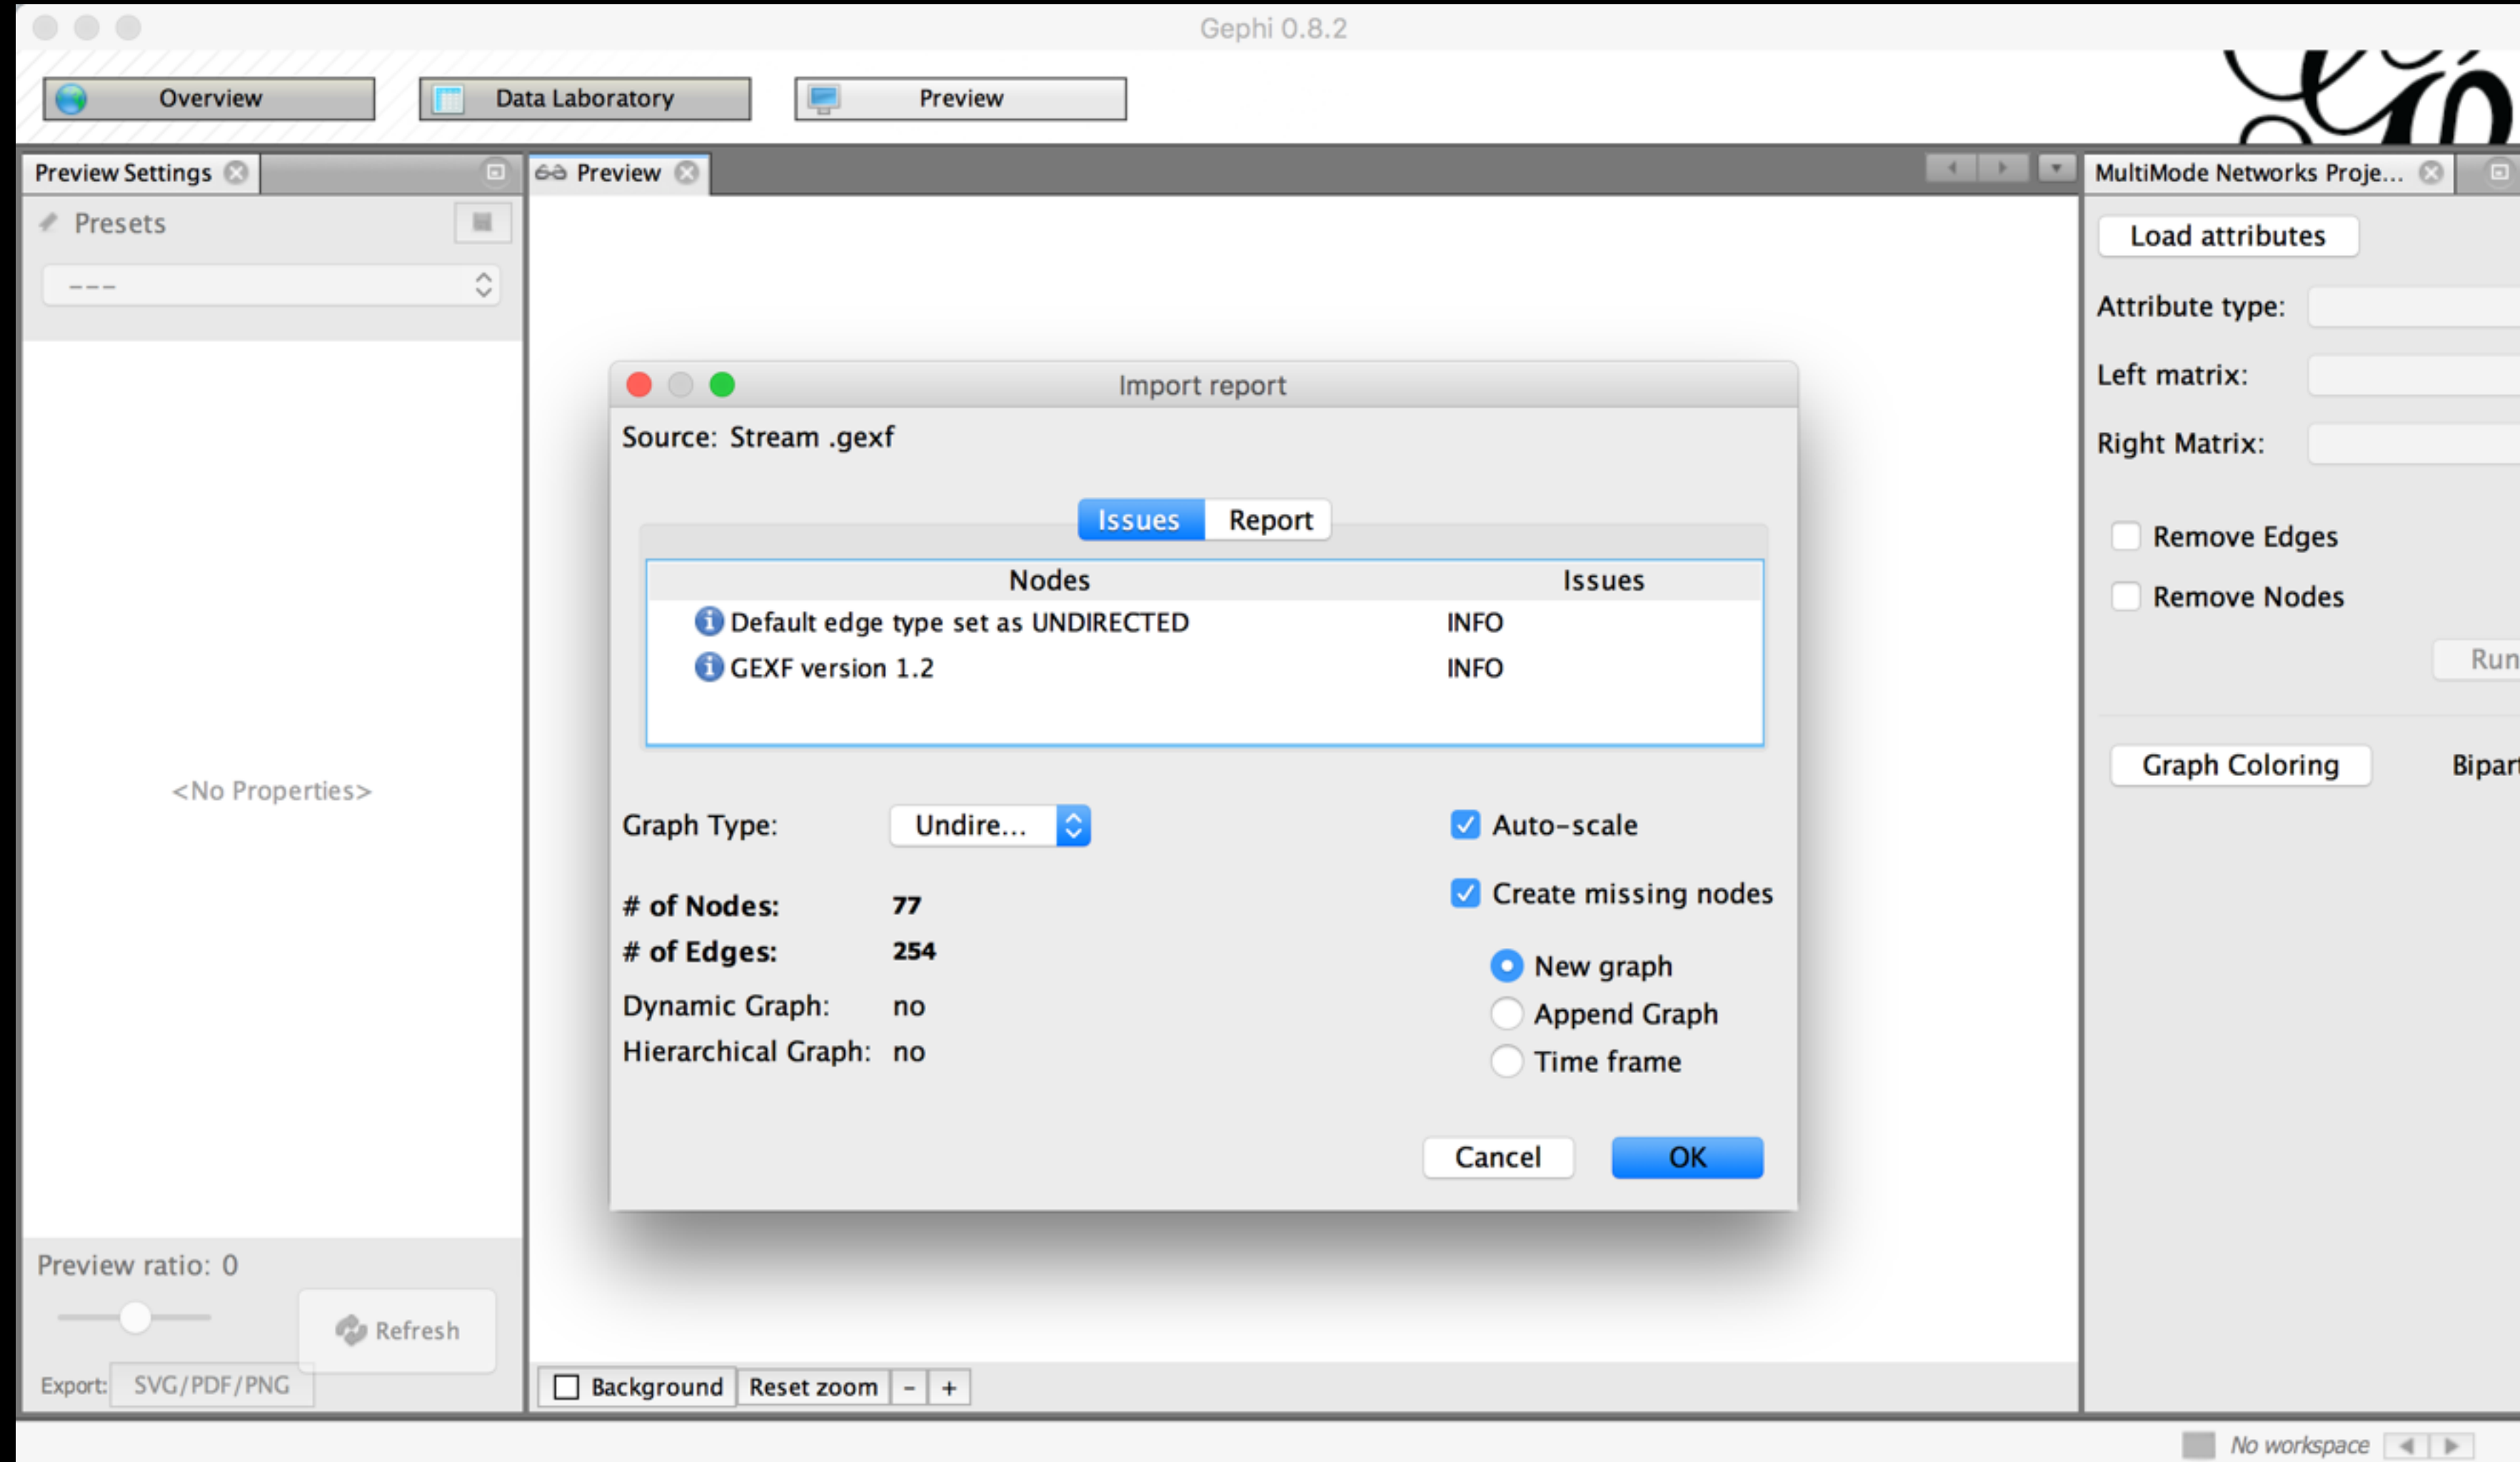 Gephi 0.8.2
Overview
Data Laboratory
Preview
Preview Settings
Presets
---
<No Properties>
Preview ratio: 0
Refresh
Export: SVG/PDF/PNG
Preview
Import report
Source: Stream .gexf
Issues Report
Nodes Issues
Default edge type set as UNDIRECTED INFO
GEXF version 1.2 INFO
Graph Type: Undire...
# of Nodes: 77
# of Edges: 254
Dynamic Graph: no
Hierarchical Graph: no
Auto-scale
Create missing nodes
New graph
Append Graph
Time frame
Cancel OK
Background Reset zoom - +
MultiMode Networks Proje...
Load attributes
Attribute type:
Left matrix:
Right Matrix:
Remove Edges
Remove Nodes
Run
Graph Coloring Bipart
No workspace